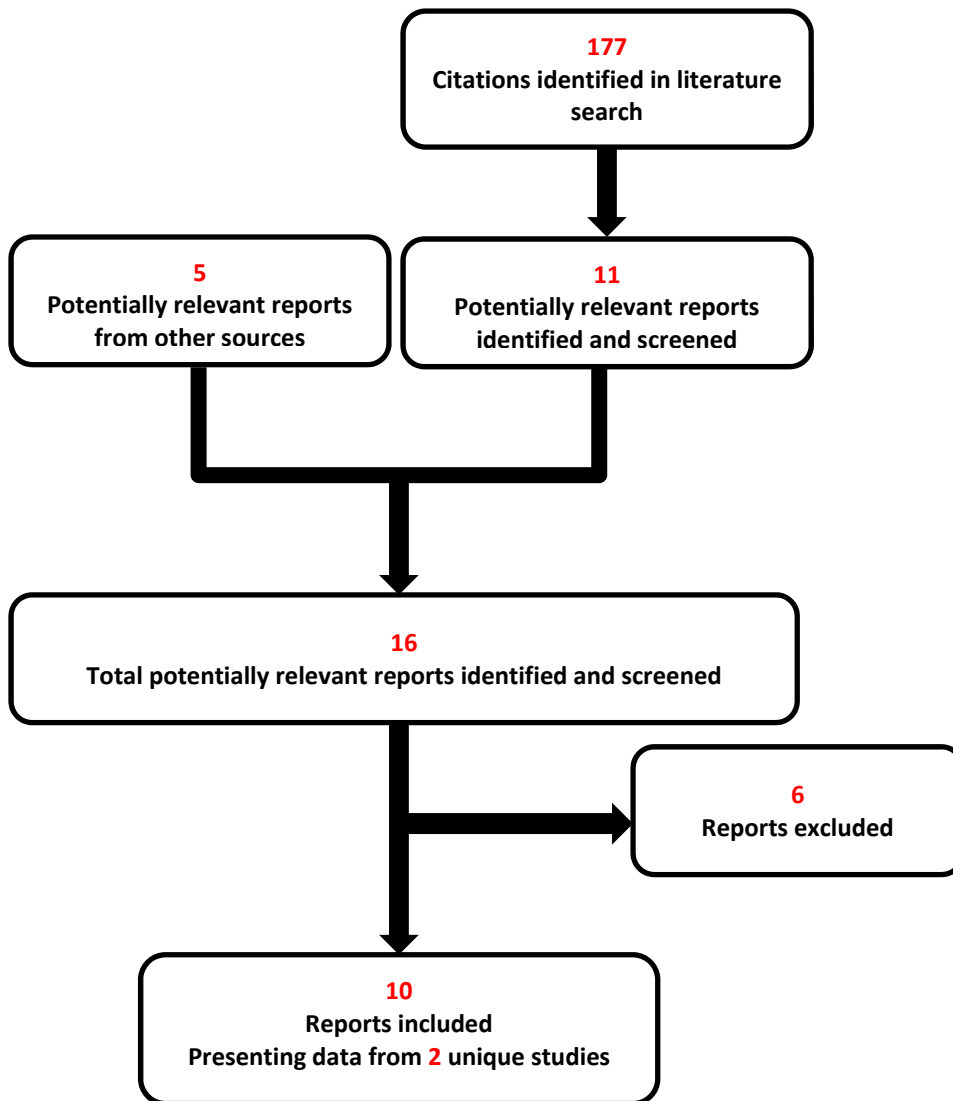 177
Citations identified in literature
search
5
Potentially relevant reports
from other sources
11
Potentially relevant reports
identified and screened
16
Total potentially relevant reports identified and screened
6
Reports excluded
10
Reports included
Presenting data from 2 unique studies